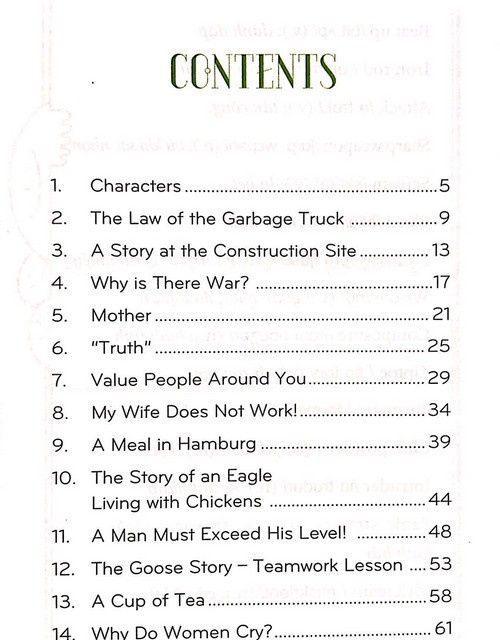 CONTENTS
1. Characters ........................................ 5
2. The Law of the Garbage Truck ........................................ 9
3. A Story at the Construction Site ........................................ 13
4. Why is There War? ........................................ 17
5. Mother ........................................ 21
6. "Truth" ........................................ 25
7. Value People Around You ........................................ 29
8. My Wife Does Not Work! ........................................ 34
9. A Meal in Hamburg ........................................ 39
10. The Story of an Eagle
Living with Chickens ........................................ 44
11. A Man Must Exceed His Level! ........................................ 48
12. The Goose Story – Teamwork Lesson .... 53
13. A Cup of Tea ........................................ 58
14. Why Do Women Cry? ........................................ 61